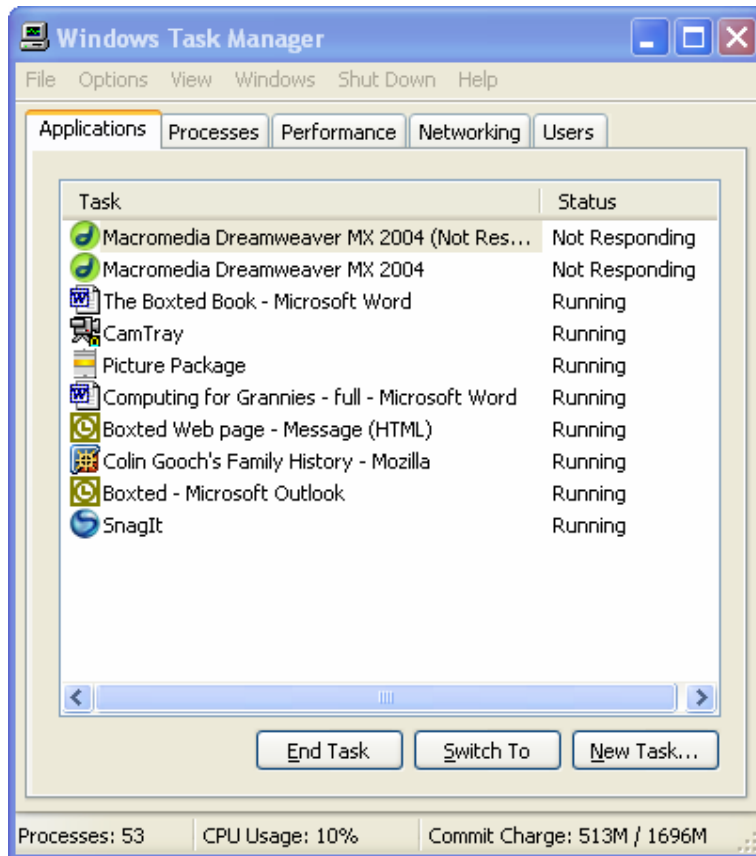 Windows Task Manager
File Options View Windows Shut Down Help
Applications Processes Performance Networking Users
Task Status
Macromedia Dreamweaver MX 2004 (Not Res... Not Responding
Macromedia Dreamweaver MX 2004 Not Responding
The Boxted Book - Microsoft Word Running
CamTray Running
Picture Package Running
Computing for Grannies - full - Microsoft Word Running
Boxted Web page - Message (HTML) Running
Colin Gooch's Family History - Mozilla Running
Boxted - Microsoft Outlook Running
SnagIt Running
End Task Switch To New Task...
Processes: 53 CPU Usage: 10% Commit Charge: 513M / 1696M